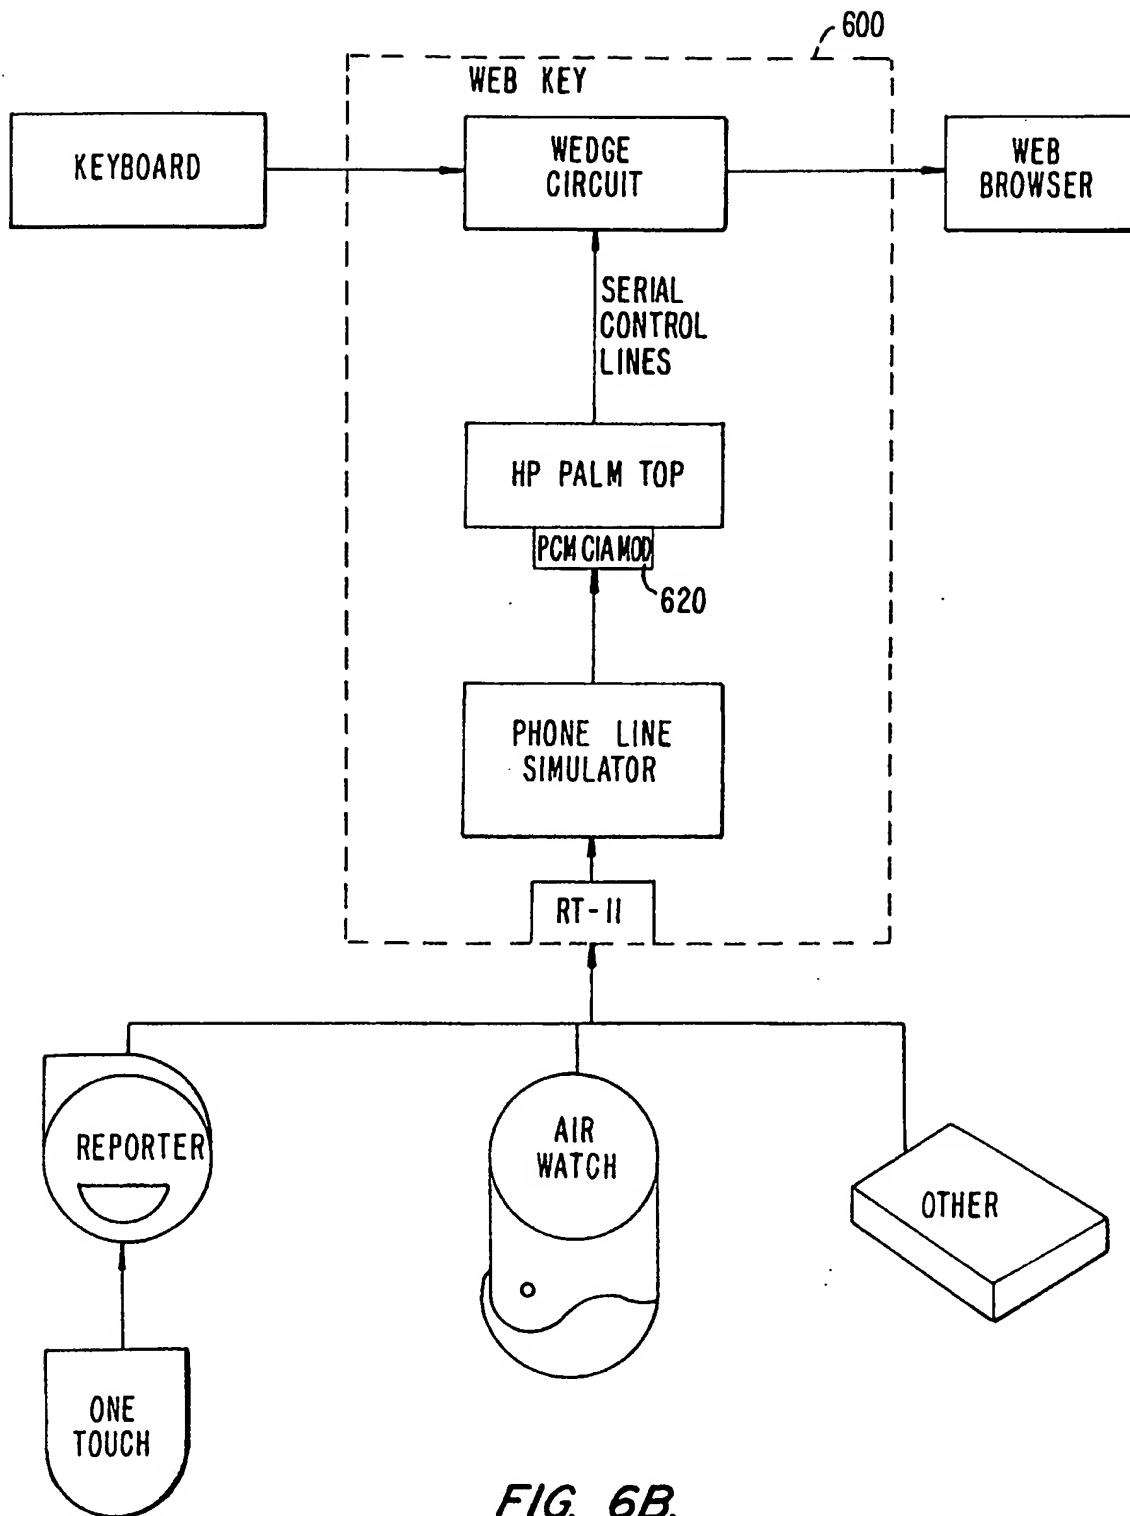 600
WEB KEY
KEYBOARD
WEDGE
CIRCUIT
WEB
BROWSER
SERIAL
CONTROL
LINES
HP PALM TOP
PCMCIA MOD
620
PHONE LINE
SIMULATOR
RT-11
REPORTER
AIR
WATCH
OTHER
ONE
TOUCH
FIG. 6B.